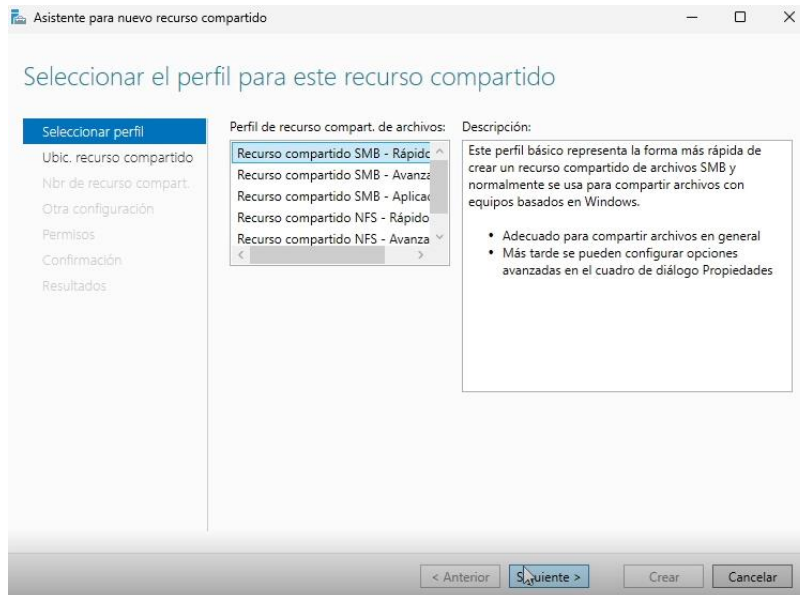 Asistente para nuevo recurso compartido
Seleccionar el perfil para este recurso compartido
Seleccionar perfil
Ubic. recurso compartido
Nbr de recurso compart.
Otra configuración
Permisos
Confirmación
Resultados
Perfil de recurso compart. de archivos:
Recurso compartido SMB - Rápido
Recurso compartido SMB - Avanza
Recurso compartido SMB - Aplicac
Recurso compartido NFS - Rápido
Recurso compartido NFS - Avanza
Descripción:
Este perfil básico representa la forma más rápida de
crear un recurso compartido de archivos SMB y
normalmente se usa para compartir archivos con
equipos basados en Windows.
• Adecuado para compartir archivos en general
• Más tarde se pueden configurar opciones
avanzadas en el cuadro de diálogo Propiedades
< Anterior
Siguiente >
Crear
Cancelar